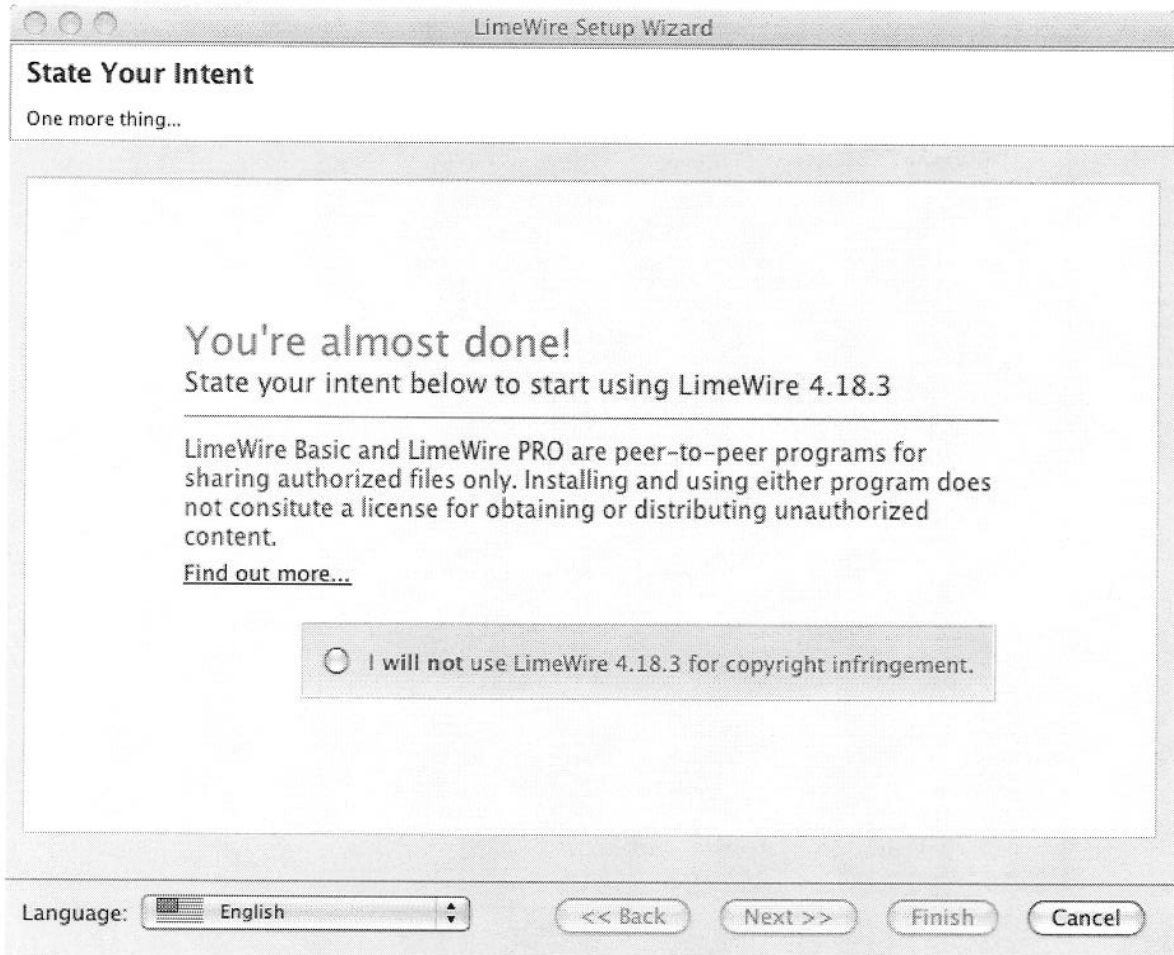 LimeWire Setup Wizard
State Your Intent
One more thing...
You're almost done!
State your intent below to start using LimeWire 4.18.3
LimeWire Basic and LimeWire PRO are peer-to-peer programs for
sharing authorized files only. Installing and using either program does
not consitute a license for obtaining or distributing unauthorized
content.
Find out more...
I will not use LimeWire 4.18.3 for copyright infringement.
Language: English << Back Next >> Finish Cancel